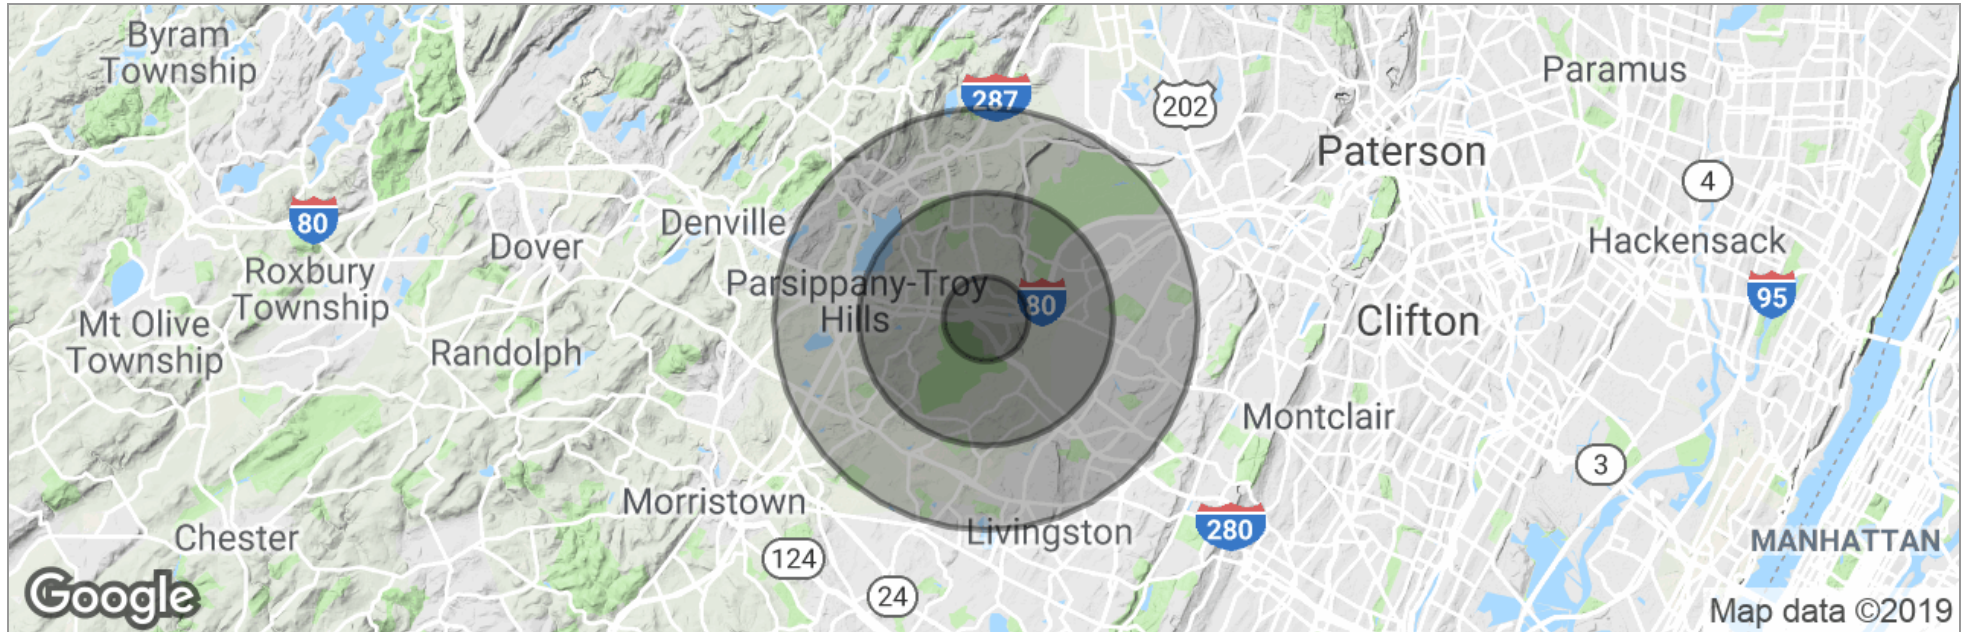 Byram
Township
Paramus
287
202
Paterson
4
80
Denville
Dover
Hackensack
Roxbury
Township
Parsippany-Troy
Hills
80
95
Mt Olive
Township
Clifton
Randolph
Montclair
3
Morristown
Chester
Livingston
280
MANHATTAN
124
24
Google
Map data ©2019